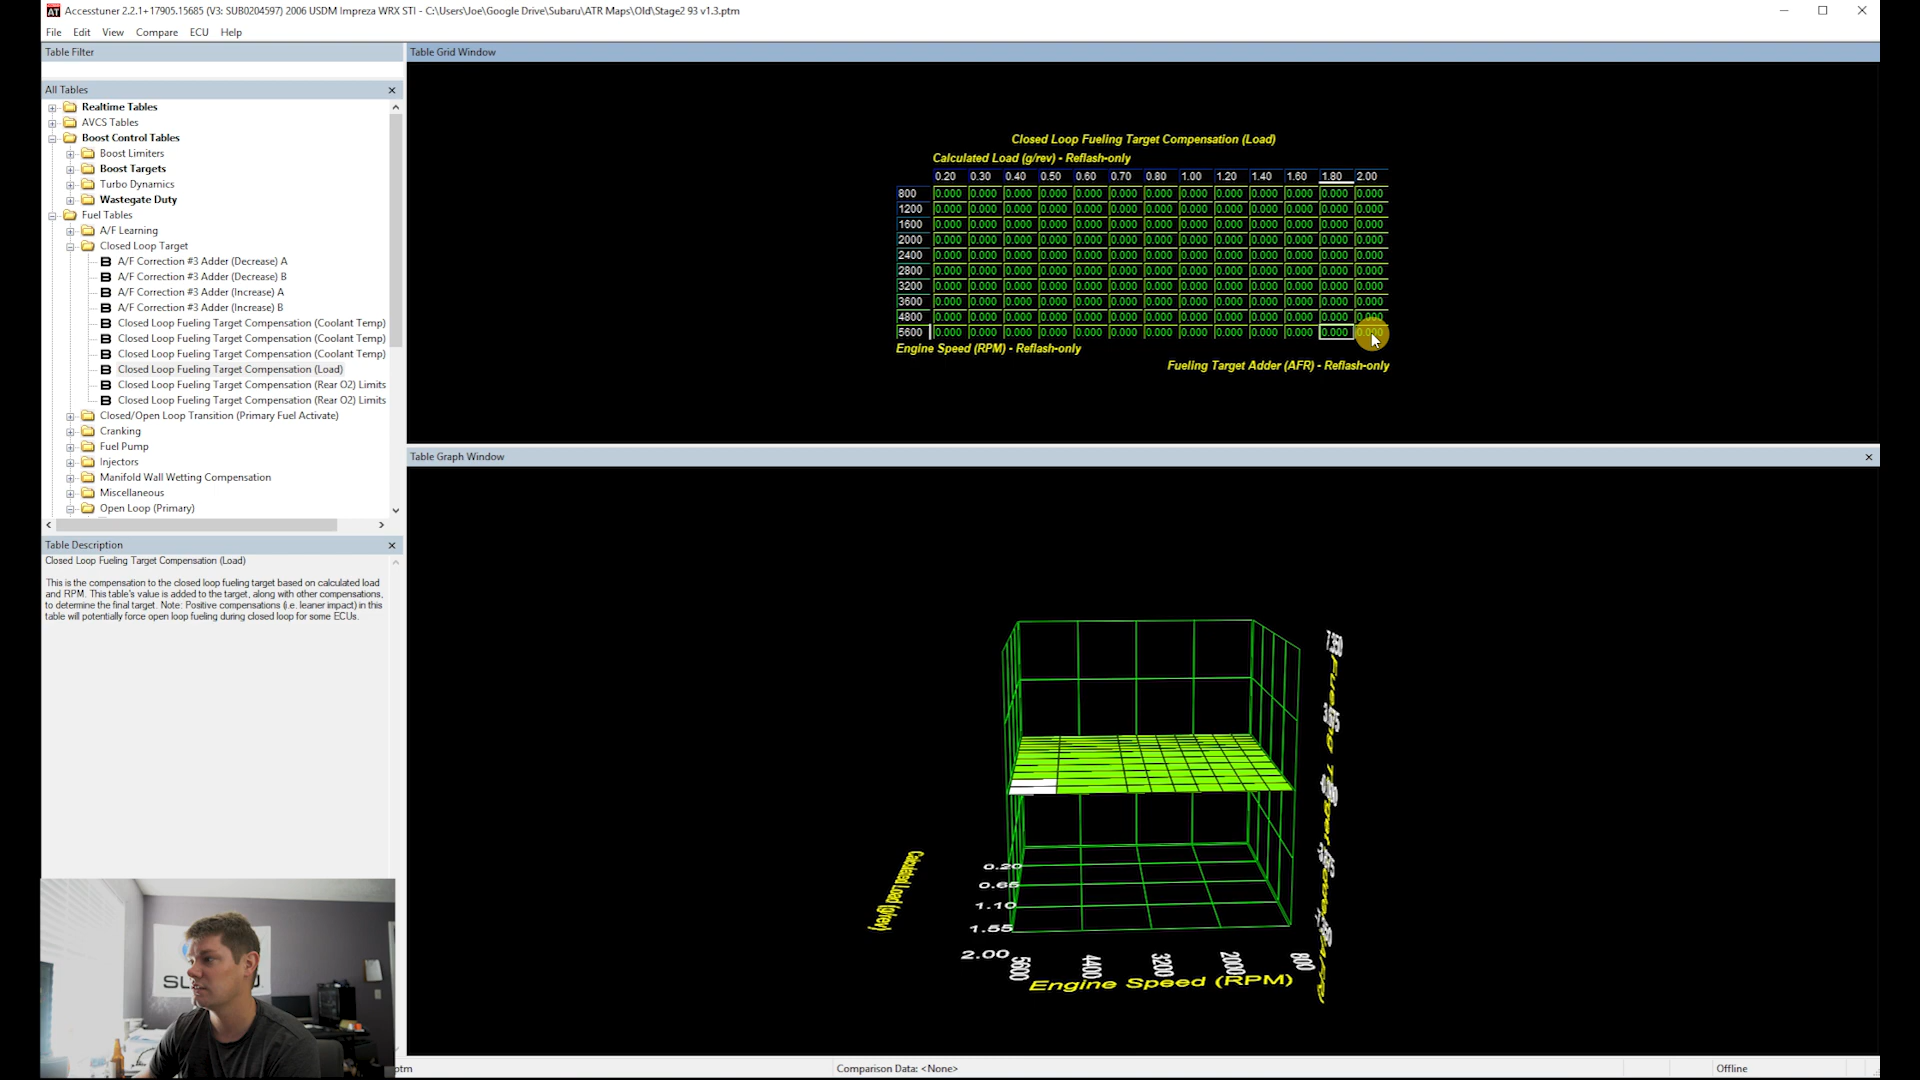 Accesstuner 2.2.1+17905.15685 (V3: SUB0204597) 2006 USDM Impreza WRX STI - C:\Users\Joe\Google Drive\Subaru\ATR Maps\Old\Stage2 93 v1.3.ptm
File Edit View Compare ECU Help
Table Filter
All Tables
Realtime Tables
AVCS Tables
Boost Control Tables
Boost Limiters
Boost Targets
Turbo Dynamics
Wastegate Duty
Fuel Tables
A/F Learning
Closed Loop Target
A/F Correction #3 Adder (Decrease) A
A/F Correction #3 Adder (Decrease) B
A/F Correction #3 Adder (Increase) A
A/F Correction #3 Adder (Increase) B
Closed Loop Fueling Target Compensation (Coolant Temp)
Closed Loop Fueling Target Compensation (Coolant Temp)
Closed Loop Fueling Target Compensation (Coolant Temp)
Closed Loop Fueling Target Compensation (Load)
Closed Loop Fueling Target Compensation (Rear O2) Limits
Closed Loop Fueling Target Compensation (Rear O2) Limits
Closed/Open Loop Transition (Primary Fuel Activate)
Cranking
Fuel Pump
Injectors
Manifold Wall Wetting Compensation
Miscellaneous
Open Loop (Primary)
Table Description
Closed Loop Fueling Target Compensation (Load)
This is the compensation to the closed loop fueling target based on calculated load
and RPM. This table's value is added to the target, along with other compensations,
to determine the final target. Note: Positive compensations (i.e. leaner impact) in this
table will potentially force open loop fueling during closed loop for some ECUs.
Table Grid Window
Closed Loop Fueling Target Compensation (Load)
Calculated Load (g/rev) - Reflash-only
0.20 0.30 0.40 0.50 0.60 0.70 0.80 1.00 1.20 1.40 1.60 1.80 2.00
800 0.000 0.000 0.000 0.000 0.000 0.000 0.000 0.000 0.000 0.000 0.000 0.000 0.000
1200 0.000 0.000 0.000 0.000 0.000 0.000 0.000 0.000 0.000 0.000 0.000 0.000 0.000
1600 0.000 0.000 0.000 0.000 0.000 0.000 0.000 0.000 0.000 0.000 0.000 0.000 0.000
2000 0.000 0.000 0.000 0.000 0.000 0.000 0.000 0.000 0.000 0.000 0.000 0.000 0.000
2400 0.000 0.000 0.000 0.000 0.000 0.000 0.000 0.000 0.000 0.000 0.000 0.000 0.000
2800 0.000 0.000 0.000 0.000 0.000 0.000 0.000 0.000 0.000 0.000 0.000 0.000 0.000
3200 0.000 0.000 0.000 0.000 0.000 0.000 0.000 0.000 0.000 0.000 0.000 0.000 0.000
3600 0.000 0.000 0.000 0.000 0.000 0.000 0.000 0.000 0.000 0.000 0.000 0.000 0.000
4800 0.000 0.000 0.000 0.000 0.000 0.000 0.000 0.000 0.000 0.000 0.000 0.000 0.000
5600 0.000 0.000 0.000 0.000 0.000 0.000 0.000 0.000 0.000 0.000 0.000 0.000 0.000
Engine Speed (RPM) - Reflash-only
Fueling Target Adder (AFR) - Reflash-only
Table Graph Window
7.350
Calculated Load (g/rev)
0.20
0.65
1.10
1.55
2.00
5600 4400 3200 2000 800
Engine Speed (RPM)
ptm
Comparison Data: <None>
Offline